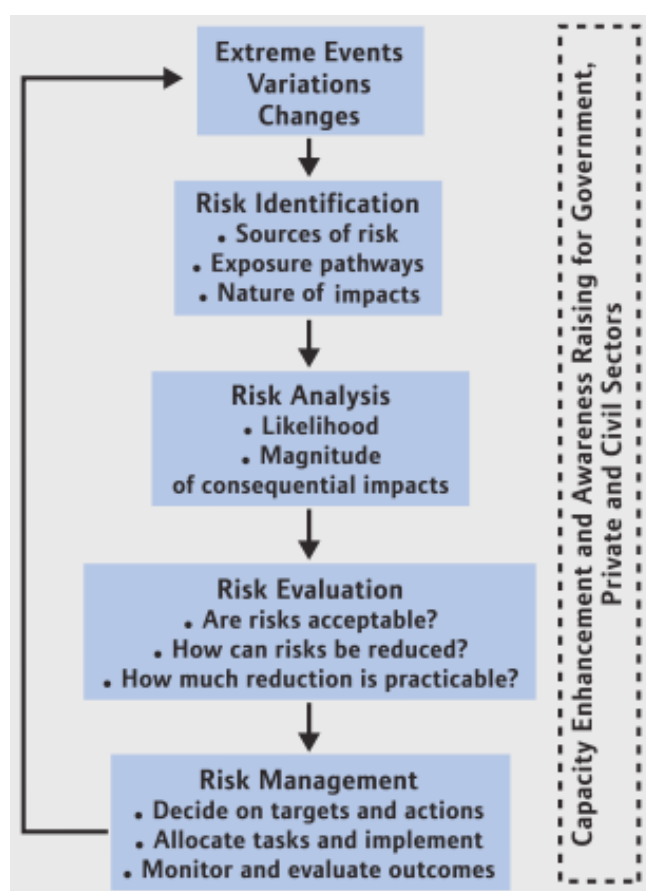 Extreme Events
Variations
Changes
Risk Identification
• Sources of risk
• Exposure pathways
• Nature of impacts
Risk Analysis
• Likelihood
• Magnitude
of consequential impacts
Risk Evaluation
• Are risks acceptable?
• How can risks be reduced?
• How much reduction is practicable?
Risk Management
• Decide on targets and actions
• Allocate tasks and implement
• Monitor and evaluate outcomes
Capacity Enhancement and Awareness Raising for Government,
Private and Civil Sectors